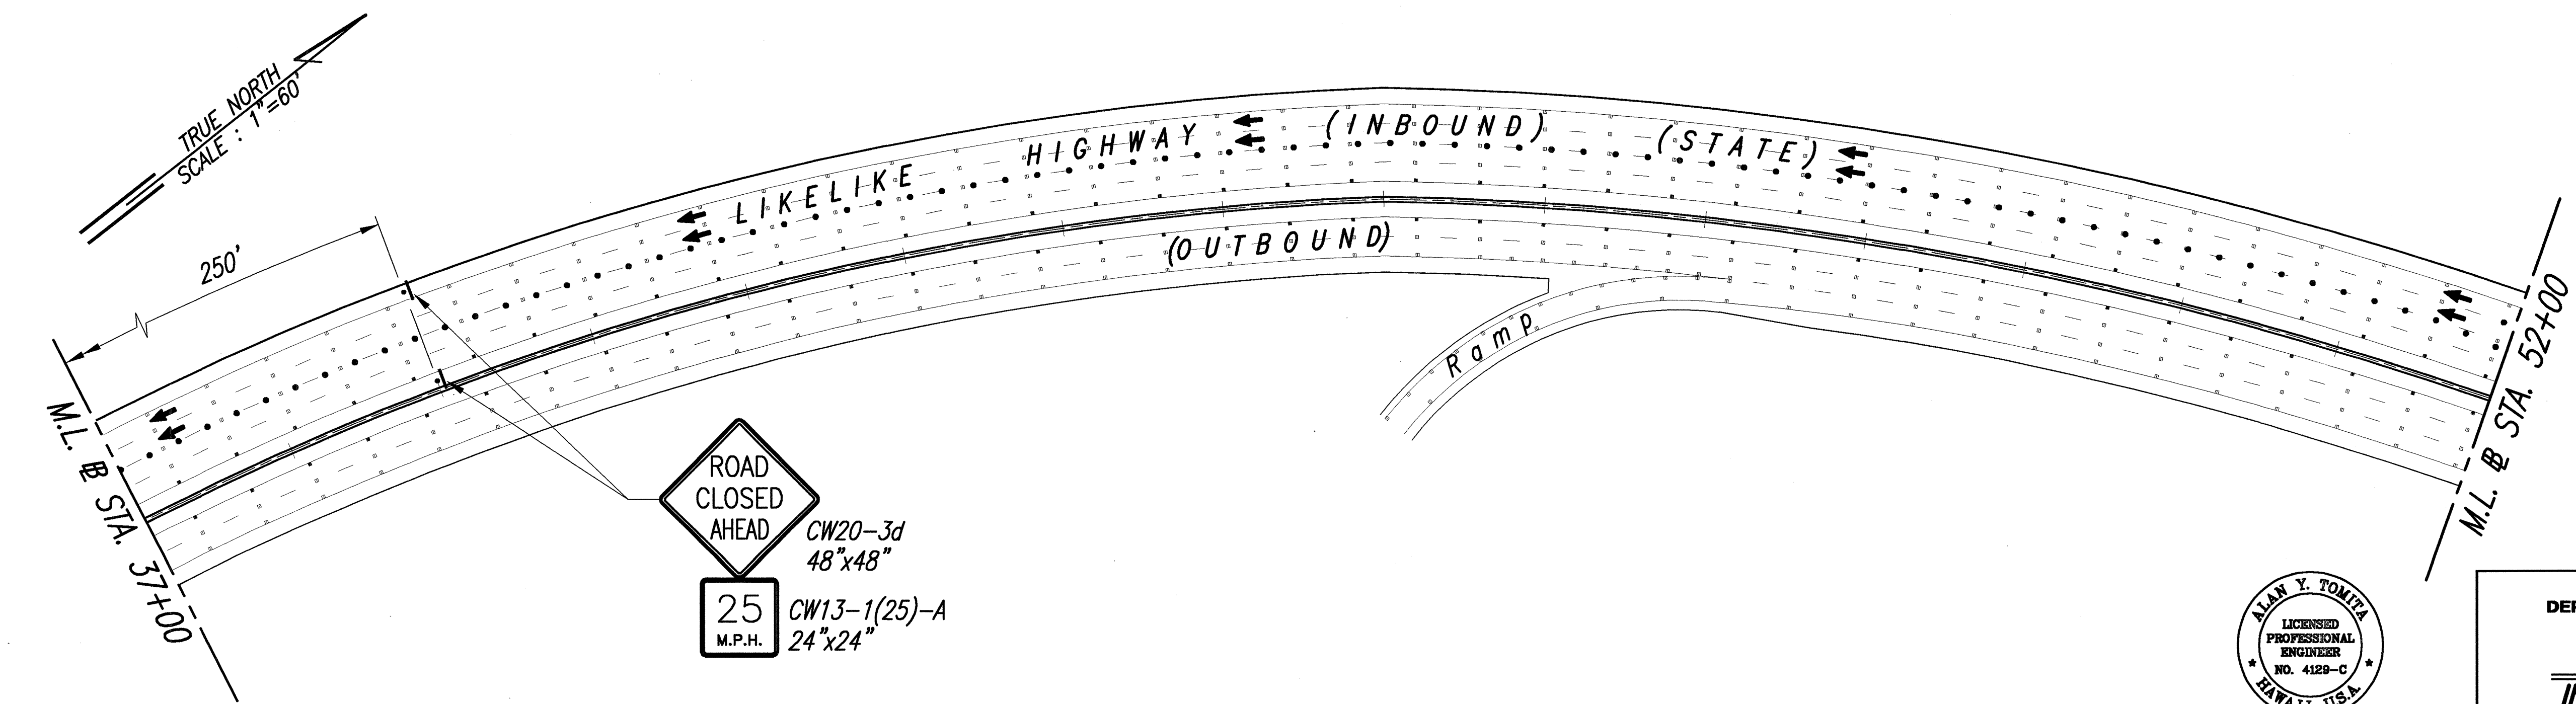 TRUE NORTH
SCALE : 1"=60'
250'
LIKELIKE HIGHWAY (INBOUND) (STATE)
(OUTBOUND)
Ramp
M.L. BL STA. 37+00
M.L. BL STA. 52+00
ROAD
CLOSED
AHEAD
CW20-3d
48"x48"
25
M.P.H.
CW13-1(25)-A
24"x24"
ALAN Y. TOMITA
LICENSED
PROFESSIONAL
ENGINEER
NO. 4129-C
HAWAII, U.S.A.